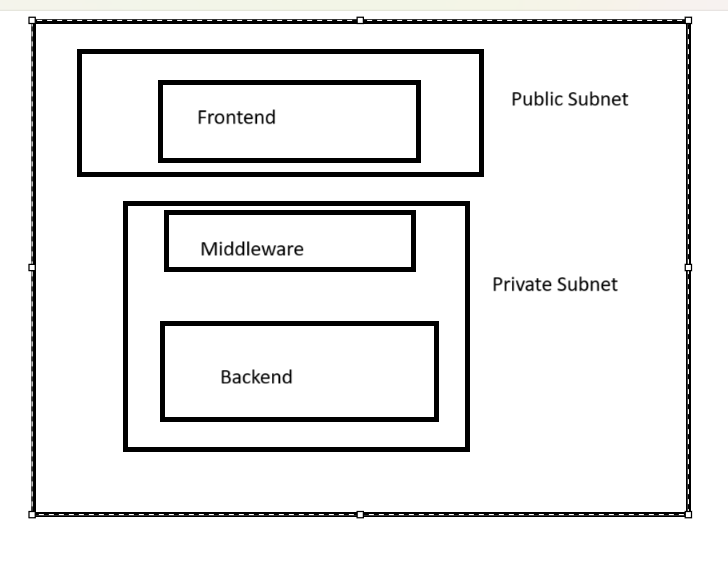 Public Subnet
Frontend
Middleware
Private Subnet
Backend